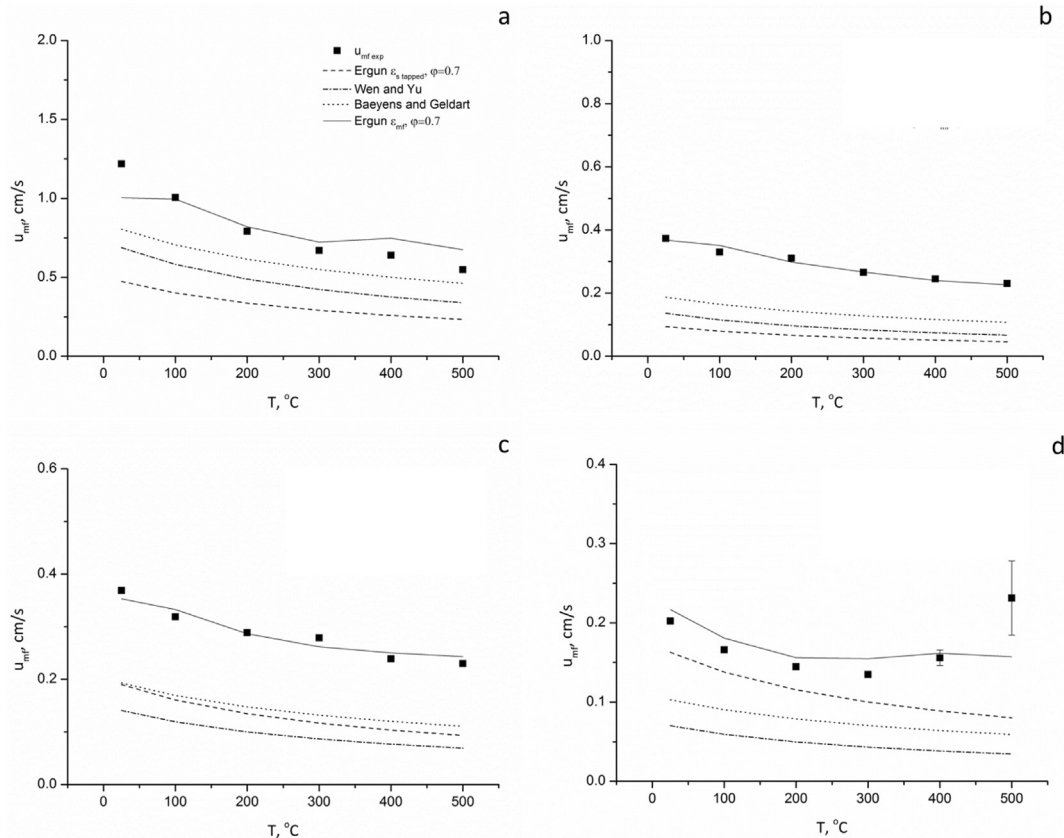 a
2.0
1.5
1.0
0.5
0.0
u_mf, cm/s
u_mf exp
Ergun ε_s tapped, φ=0.7
Wen and Yu
Baeyens and Geldart
Ergun ε_mf, φ=0.7
0 100 200 300 400 500
T, °C
b
1.0
0.8
0.6
0.4
0.2
0.0
u_mf, cm/s
0 100 200 300 400 500
T, °C
c
0.6
0.4
0.2
0.0
u_mf, cm/s
0 100 200 300 400 500
T, °C
d
0.4
0.3
0.2
0.1
0.0
u_mf, cm/s
0 100 200 300 400 500
T, °C